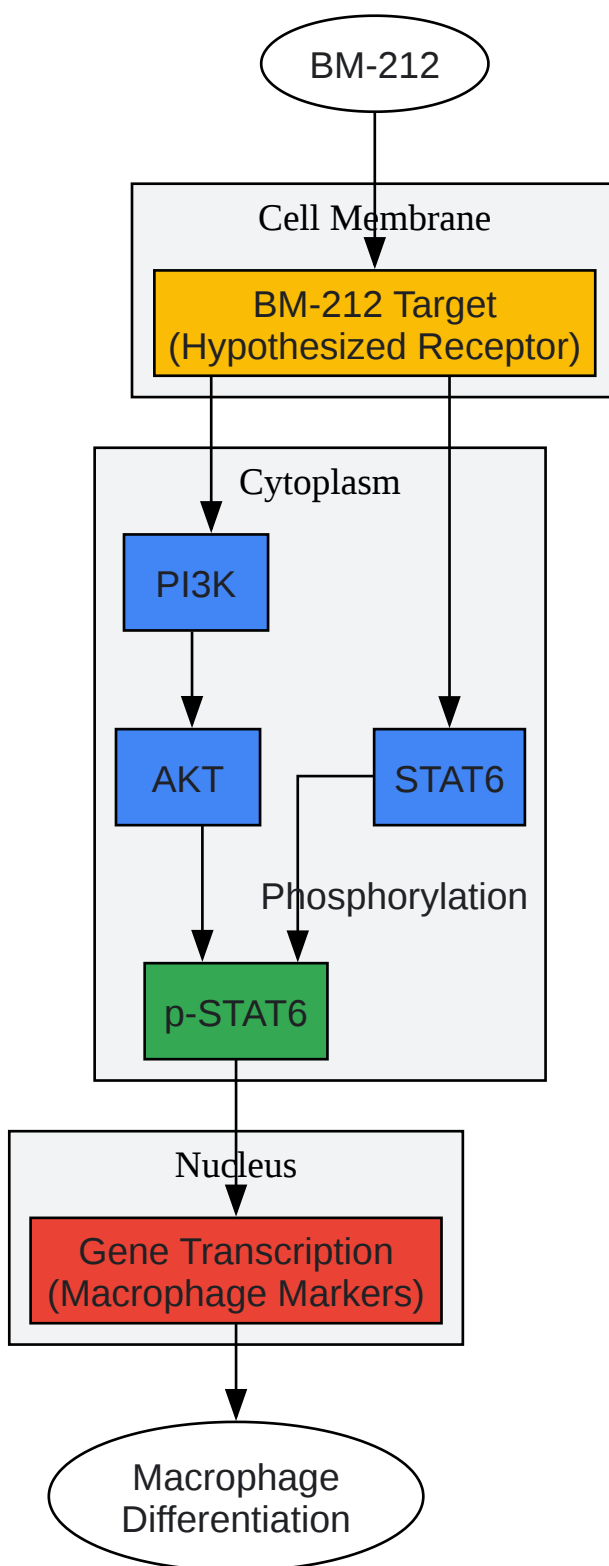 BM-212
Cell Membrane
BM-212 Target
(Hypothesized Receptor)
Cytoplasm
PI3K
AKT
STAT6
Phosphorylation
p-STAT6
Nucleus
Gene Transcription
(Macrophage Markers)
Macrophage
Differentiation